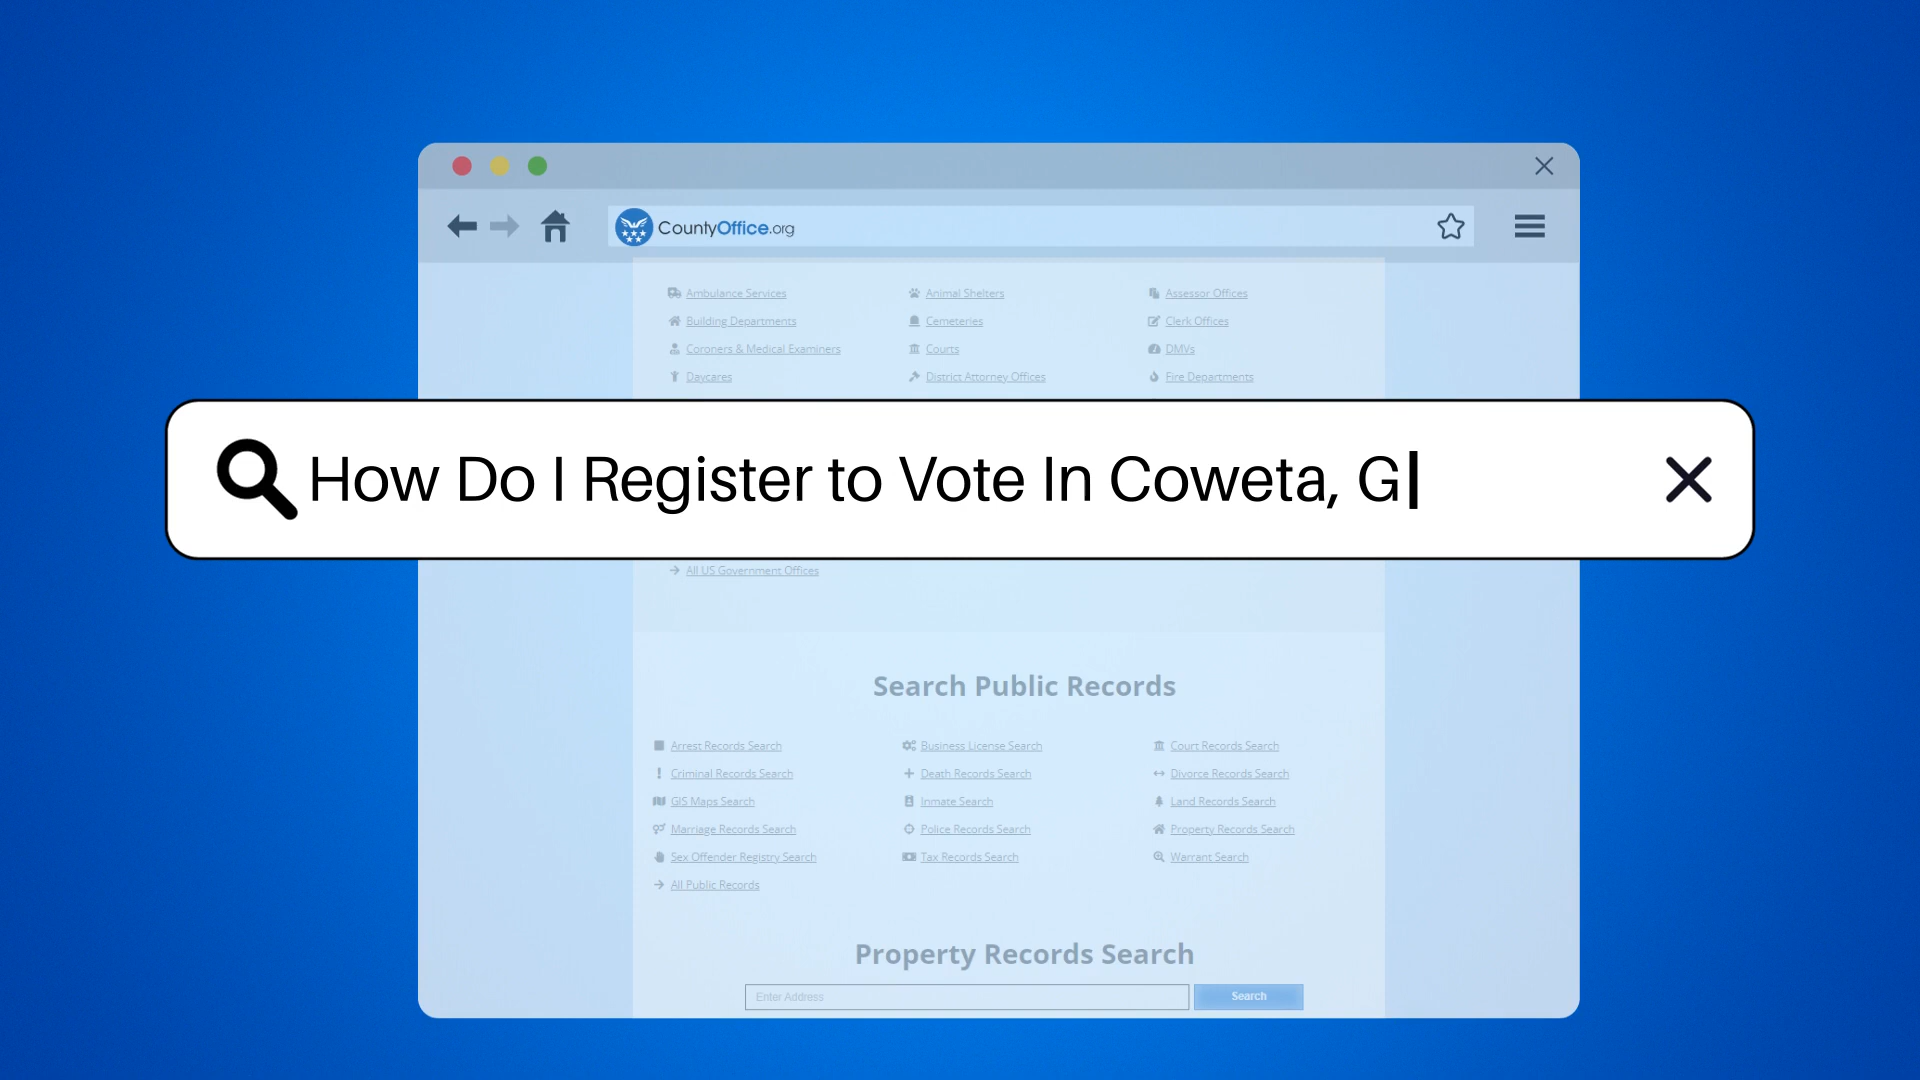 CountyOffice.org
Ambulance Services Animal Shelters Assessor Offices
Building Departments Cemeteries Clerk Offices
Coroners & Medical Examiners Courts DMVs
Daycares District Attorney Offices Fire Departments
How Do I Register to Vote In Coweta, G
All US Government Offices
Search Public Records
Arrest Records Search Business License Search Court Records Search
Criminal Records Search Death Records Search Divorce Records Search
GIS Maps Search Inmate Search Land Records Search
Marriage Records Search Police Records Search Property Records Search
Sex Offender Registry Search Tax Records Search Warrant Search
All Public Records
Property Records Search
Enter Address Search